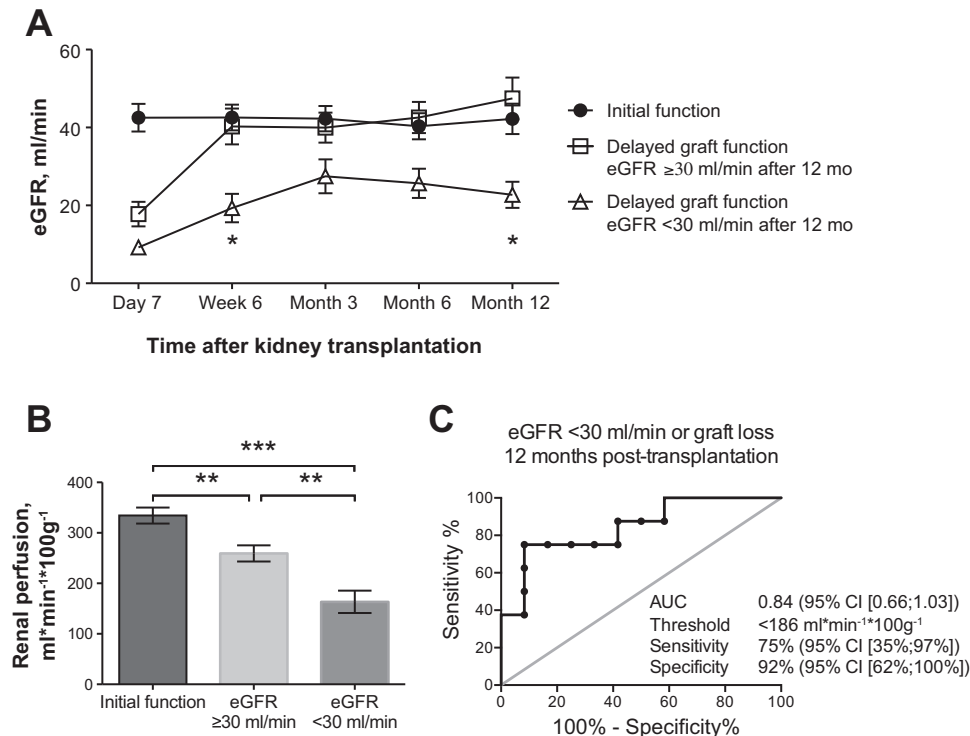 A
60
40
20
0
eGFR, ml/min
Day 7 Week 6 Month 3 Month 6 Month 12
* *
Time after kidney transplantation
Initial function
Delayed graft function
eGFR ≥30 ml/min after 12 mo
Delayed graft function
eGFR <30 ml/min after 12 mo
B
***
** **
400
300
200
100
0
Renal perfusion,
ml*min⁻¹*100g⁻¹
Initial function
eGFR
≥30 ml/min
eGFR
<30 ml/min
C
eGFR <30 ml/min or graft loss
12 months post-transplantation
100
80
60
40
20
0
Sensitivity %
AUC 0.84 (95% CI [0.66;1.03])
Threshold <186 ml*min⁻¹*100g⁻¹
Sensitivity 75% (95% CI [35%;97%])
Specificity 92% (95% CI [62%;100%])
0 20 40 60 80 100
100% - Specificity%